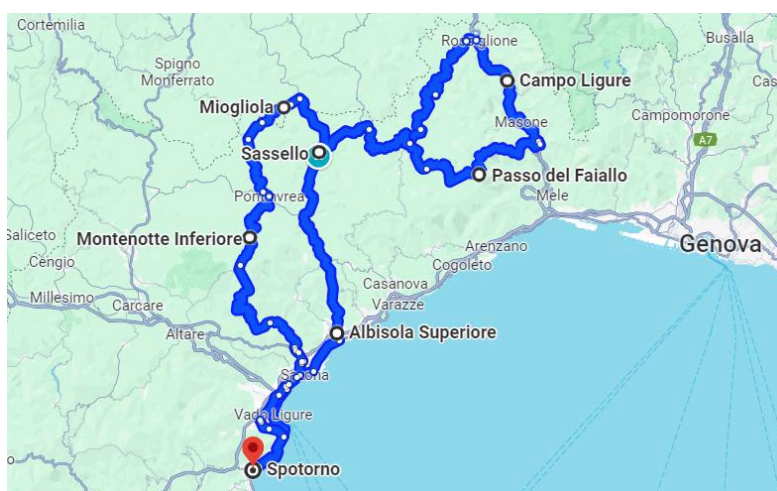 Cortemilia
Rossiglione
Busalla
Spigno
Monferrato
Campo Ligure
Miogliola
Campomorone
Masone
A7
Sassello
Passo del Faiallo
Mele
Pontinvrea
Genova
Montenotte Inferiore
Saliceto
Arenzano
Cogoleto
Cengio
Casanova
Millesimo
Varazze
Carcare
Altare
Albisola Superiore
Savona
Vado Ligure
Spotorno